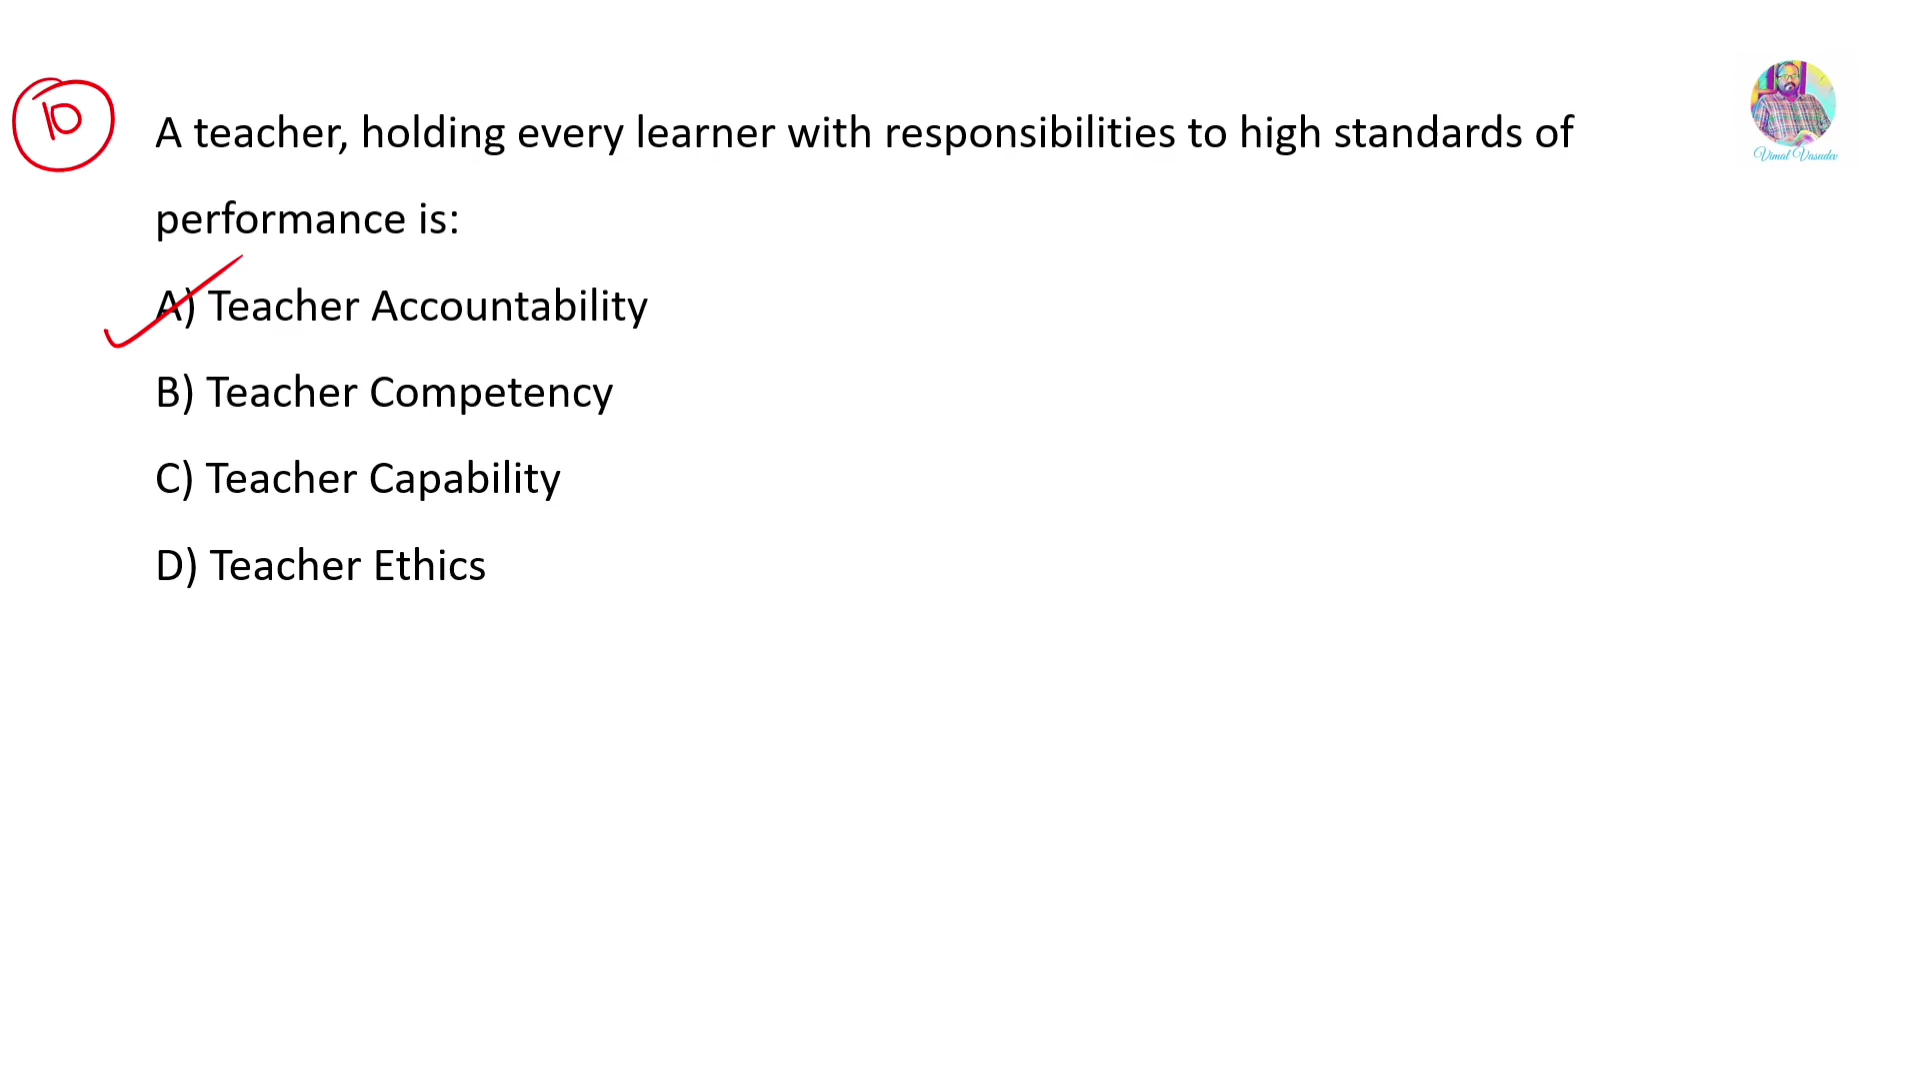 10
A teacher, holding every learner with responsibilities to high standards of
performance is:
A) Teacher Accountability
B) Teacher Competency
C) Teacher Capability
D) Teacher Ethics
Vimal Vasudev